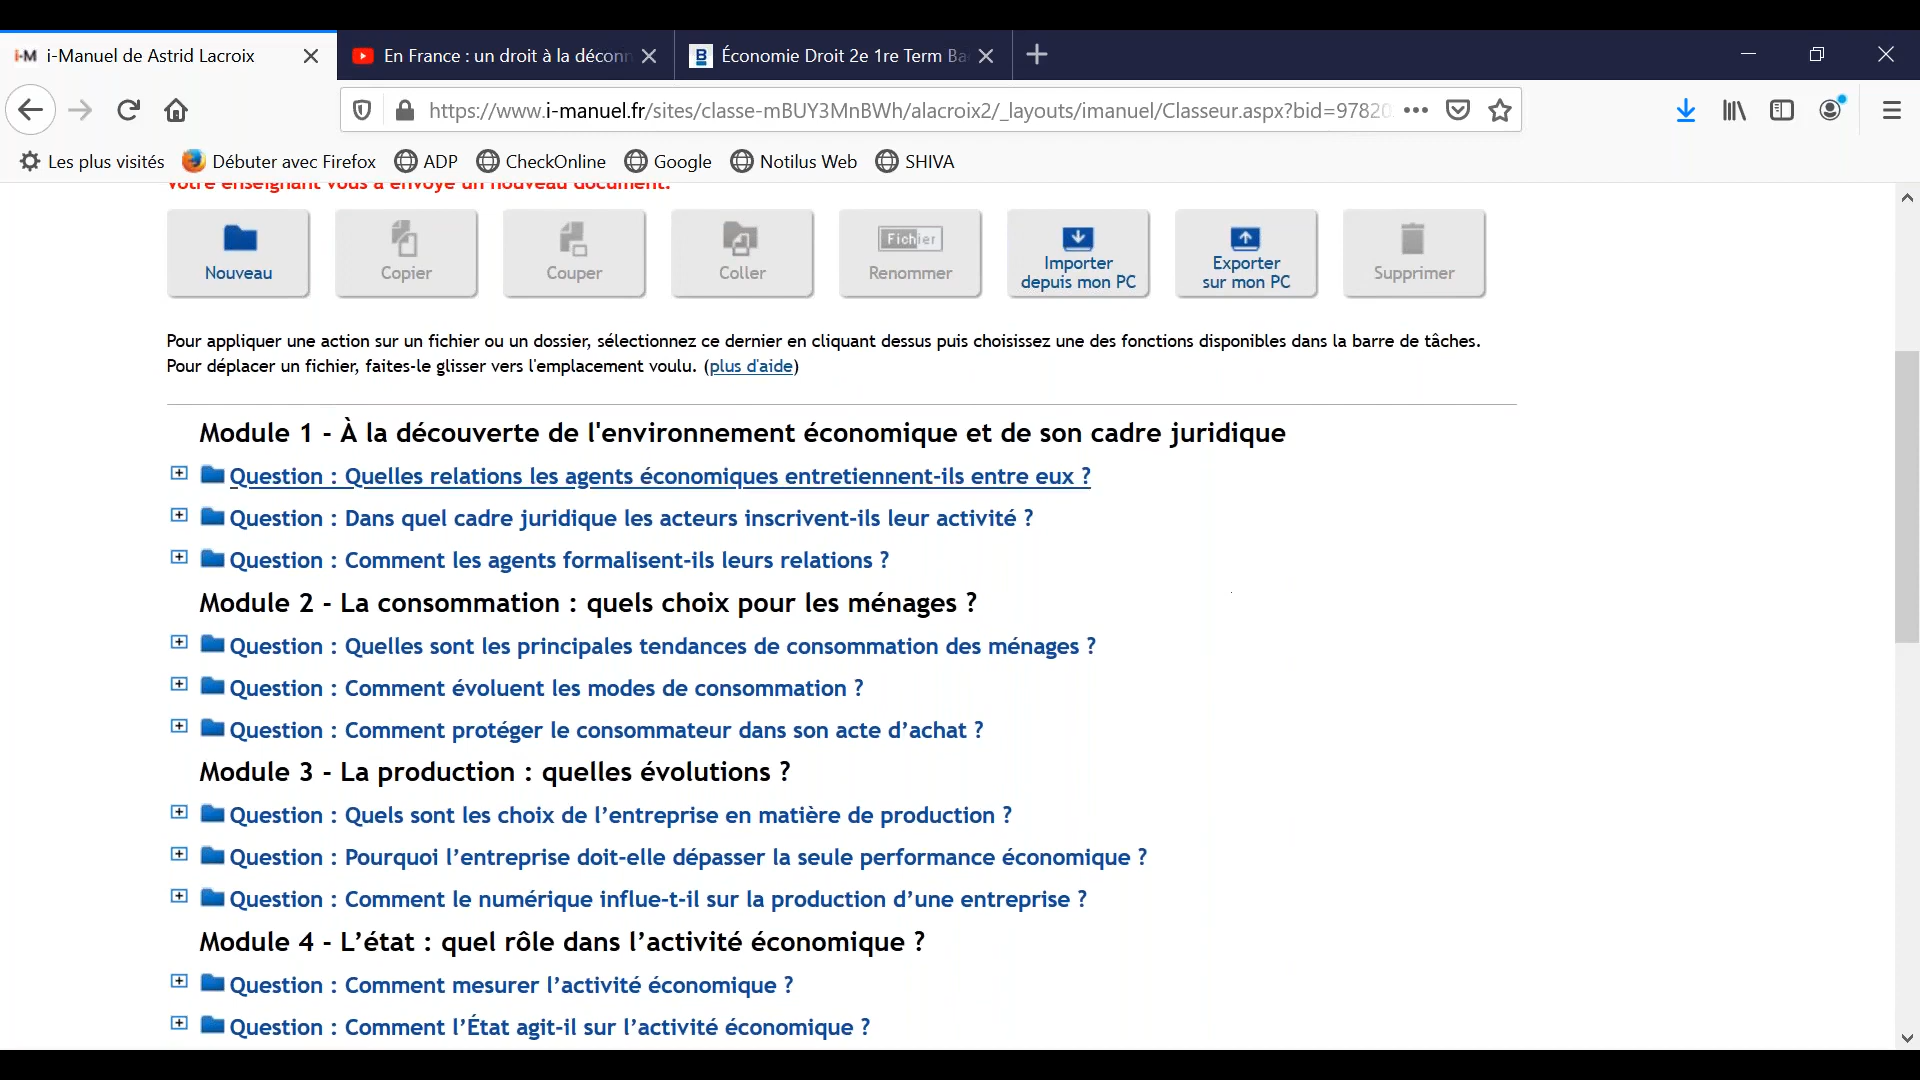 i-M i-Manuel de Astrid Lacroix
En France : un droit à la déconn
B Économie Droit 2e 1re Term Ba
https://www.i-manuel.fr/sites/classe-mBUY3MnBWh/alacroix2/_layouts/imanuel/Classeur.aspx?bid=97820
Les plus visités Débuter avec Firefox ADP CheckOnline Google Notilus Web SHIVA
Votre enseignant vous a envoyé un nouveau document.
Nouveau
Copier
Couper
Coller
Fichier
Renommer
Importer
depuis mon PC
Exporter
sur mon PC
Supprimer
Pour appliquer une action sur un fichier ou un dossier, sélectionnez ce dernier en cliquant dessus puis choisissez une des fonctions disponibles dans la barre de tâches.
Pour déplacer un fichier, faites-le glisser vers l'emplacement voulu. (plus d'aide)
Module 1 - À la découverte de l'environnement économique et de son cadre juridique
Question : Quelles relations les agents économiques entretiennent-ils entre eux ?
Question : Dans quel cadre juridique les acteurs inscrivent-ils leur activité ?
Question : Comment les agents formalisent-ils leurs relations ?
Module 2 - La consommation : quels choix pour les ménages ?
Question : Quelles sont les principales tendances de consommation des ménages ?
Question : Comment évoluent les modes de consommation ?
Question : Comment protéger le consommateur dans son acte d’achat ?
Module 3 - La production : quelles évolutions ?
Question : Quels sont les choix de l’entreprise en matière de production ?
Question : Pourquoi l’entreprise doit-elle dépasser la seule performance économique ?
Question : Comment le numérique influe-t-il sur la production d’une entreprise ?
Module 4 - L’état : quel rôle dans l’activité économique ?
Question : Comment mesurer l’activité économique ?
Question : Comment l’État agit-il sur l’activité économique ?